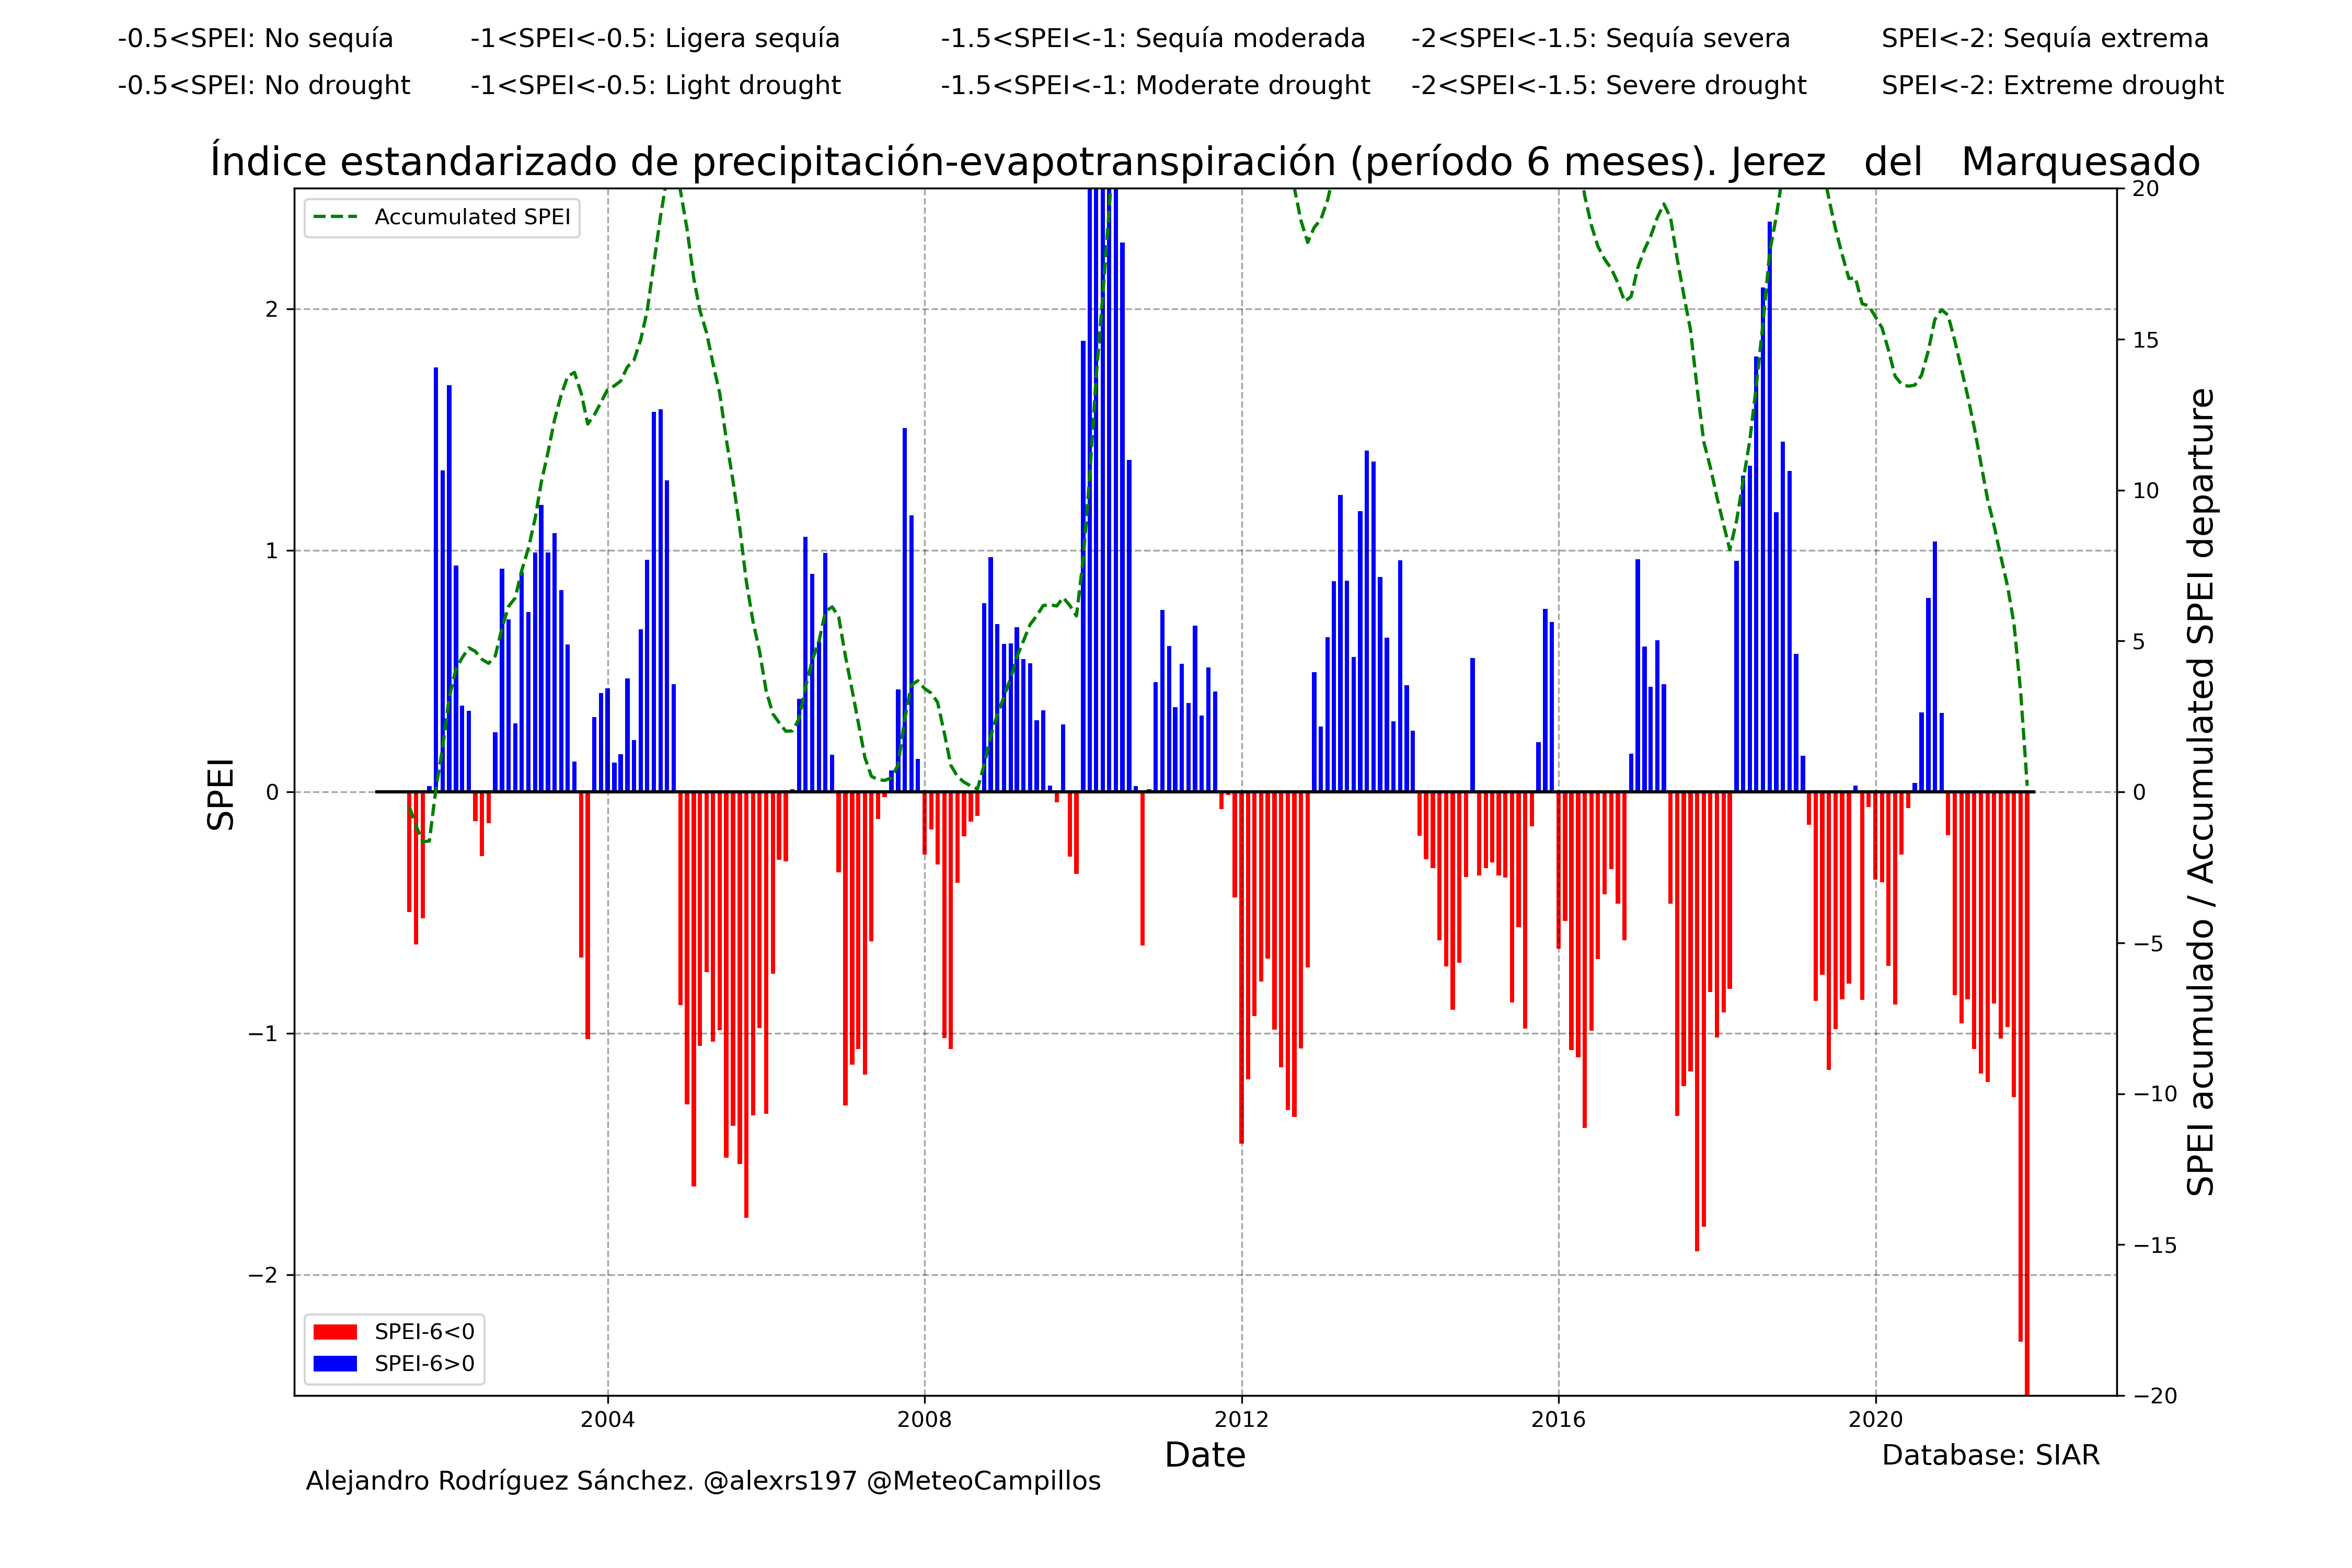 -0.5<SPEI: No sequía -1<SPEI<-0.5: Ligera sequía -1.5<SPEI<-1: Sequía moderada -2<SPEI<-1.5: Sequía severa SPEI<-2: Sequía extrema
-0.5<SPEI: No drought -1<SPEI<-0.5: Light drought -1.5<SPEI<-1: Moderate drought -2<SPEI<-1.5: Severe drought SPEI<-2: Extreme drought
Índice estandarizado de precipitación-evapotranspiración (período 6 meses). Jerez del Marquesado
Accumulated SPEI
SPEI
2
1
0
−1
−2
20
15
10
5
0
−5
−10
−15
−20
SPEI acumulado / Accumulated SPEI departure
SPEI-6<0
SPEI-6>0
2004 2008 2012 2016 2020
Date
Database: SIAR
Alejandro Rodríguez Sánchez. @alexrs197 @MeteoCampillos